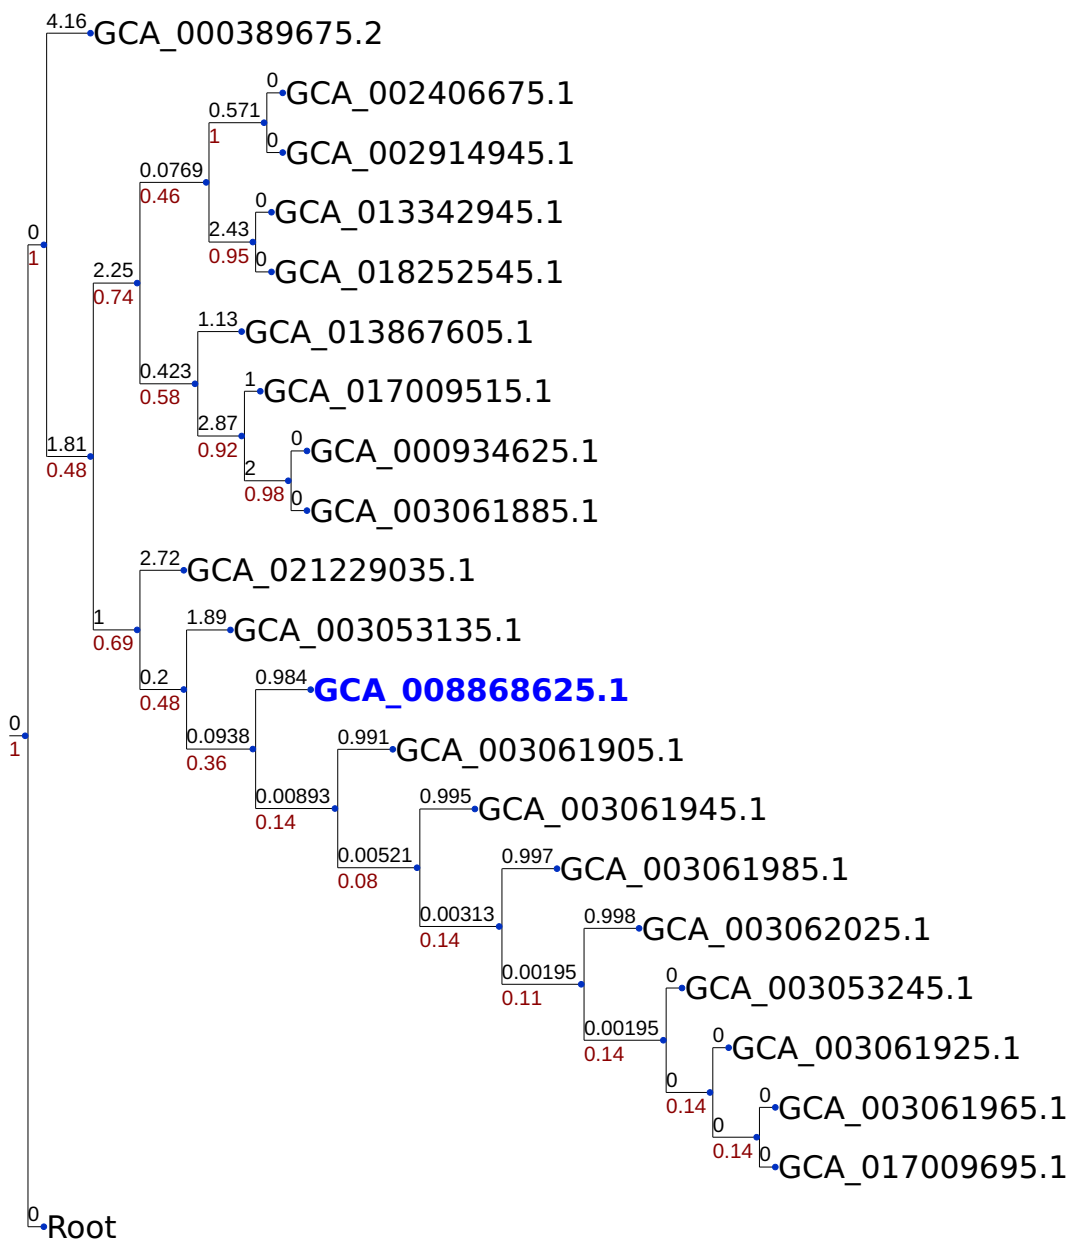 4.16
GCA_000389675.2
0
GCA_002406675.1
0.571
1
0
GCA_002914945.1
0.0769
0.46
0
GCA_013342945.1
2.43
0.95
0
GCA_018252545.1
0
1
2.25
0.74
1.13
GCA_013867605.1
0.423
0.58
1
GCA_017009515.1
2.87
0.92
0
GCA_000934625.1
1.81
0.48
2
0.98
0
GCA_003061885.1
2.72
GCA_021229035.1
1
0.69
1.89
GCA_003053135.1
0.2
0.48
0.984
GCA_008868625.1
0
1
0.0938
0.36
0.991
GCA_003061905.1
0.00893
0.14
0.995
GCA_003061945.1
0.00521
0.08
0.997
GCA_003061985.1
0.00313
0.14
0.998
GCA_003062025.1
0.00195
0.11
0
GCA_003053245.1
0.00195
0.14
0
GCA_003061925.1
0
0.14
0
GCA_003061965.1
0
0.14
0
GCA_017009695.1
0
Root